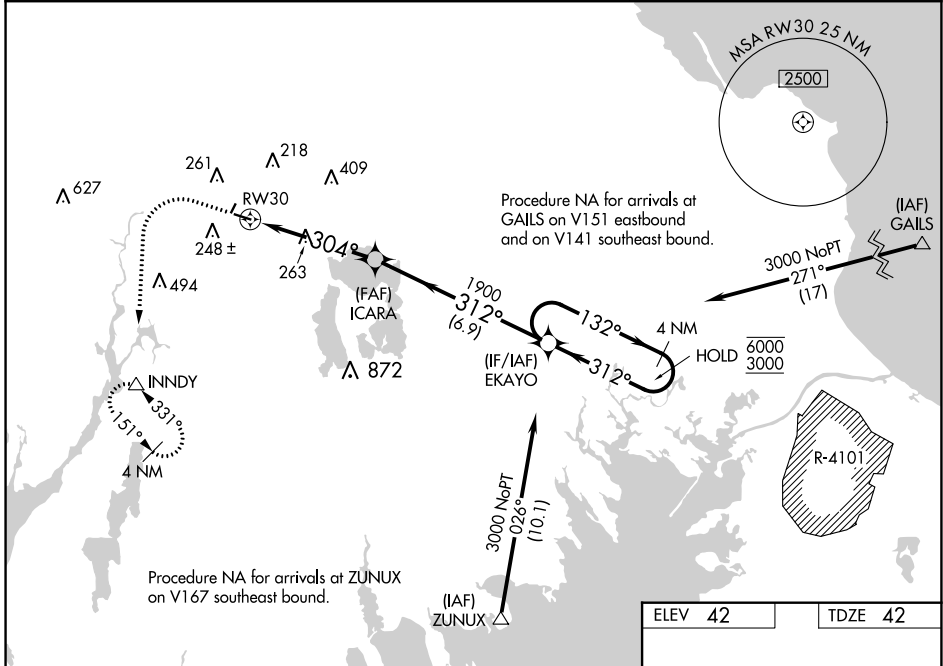 MSA RW30 25 NM
2500
261
218
409
627
RW30
248 ±
263
304°
494
(FAF)
ICARA
872
Procedure NA for arrivals at
GAILS on V151 eastbound
and on V141 southeast bound.
(IAF)
GAILS
3000 NoPT
271°
(17)
1900
312°
(6.9)
132°
4 NM
HOLD
6000
3000
312°
(IF/IAF)
EKAYO
INNDY
331°
151°
4 NM
R-4101
3000 NoPT
026°
(10.1)
Procedure NA for arrivals at ZUNUX
on V167 southeast bound.
(IAF)
ZUNUX
ELEV 42
TDZE 42